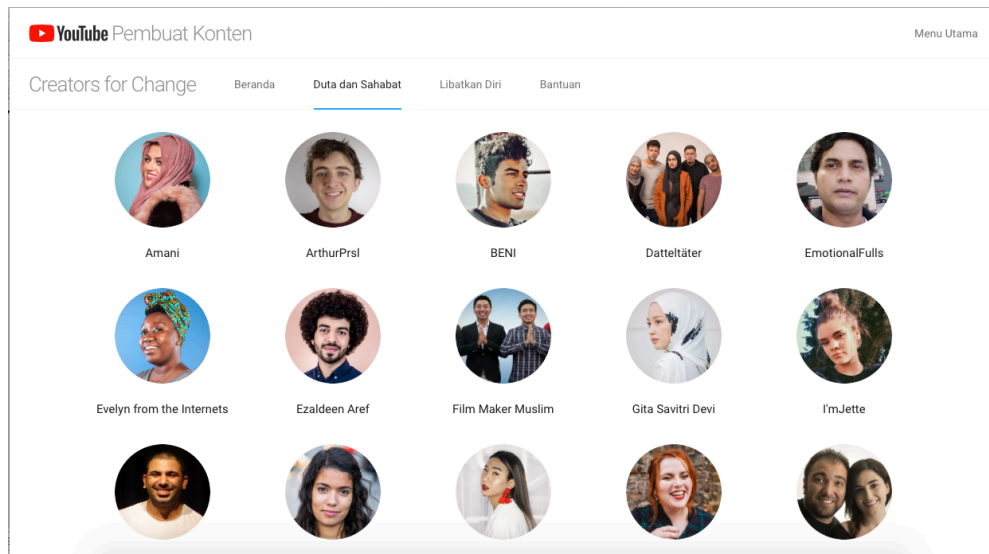 YouTube Pembuat Konten
Menu Utama
Creators for Change
Beranda
Duta dan Sahabat
Libatkan Diri
Bantuan
Amani
ArthurPrsl
BENI
Datteltäter
EmotionalFulls
Evelyn from the Internets
Ezaldeen Aref
Film Maker Muslim
Gita Savitri Devi
I'mJette